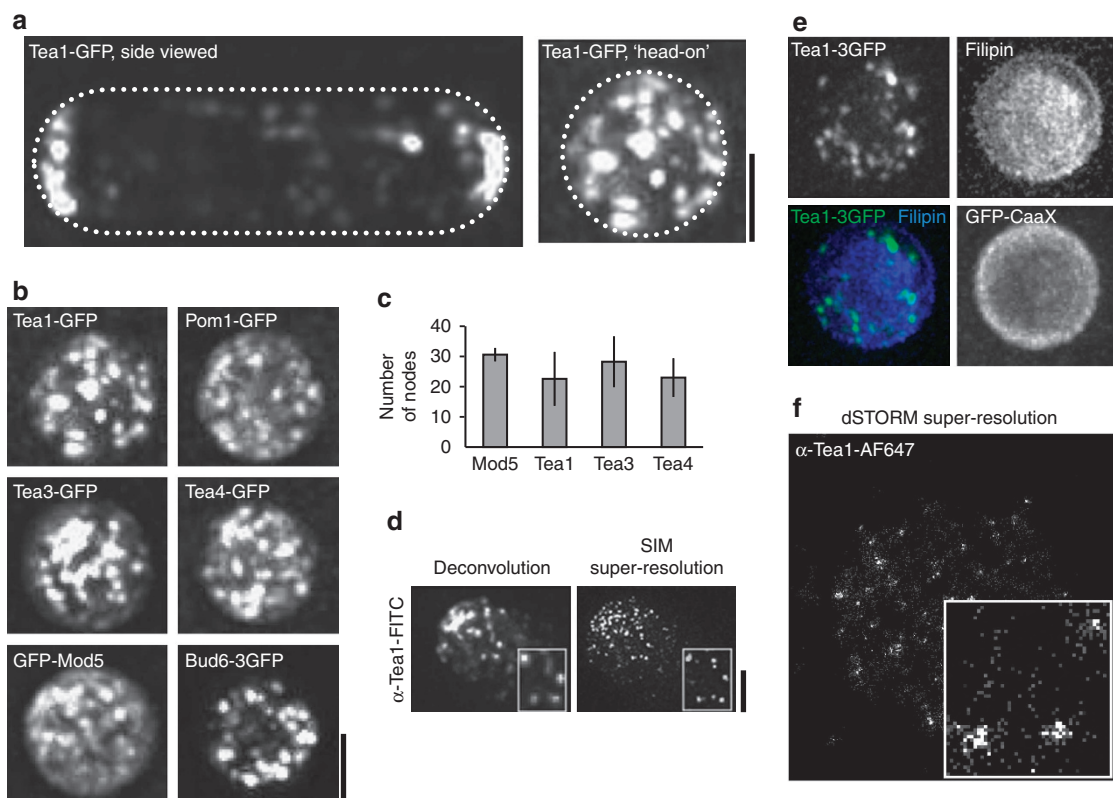 a
Tea1-GFP, side viewed
Tea1-GFP, ‘head-on’
b
Tea1-GFP
Pom1-GFP
Tea3-GFP
Tea4-GFP
GFP-Mod5
Bud6-3GFP
c
Number
of nodes
40
30
20
10
0
Mod5 Tea1 Tea3 Tea4
d
Deconvolution
SIM
super-resolution
α-Tea1-FITC
e
Tea1-3GFP
Filipin
Tea1-3GFP Filipin
GFP-CaaX
f
dSTORM super-resolution
α-Tea1-AF647